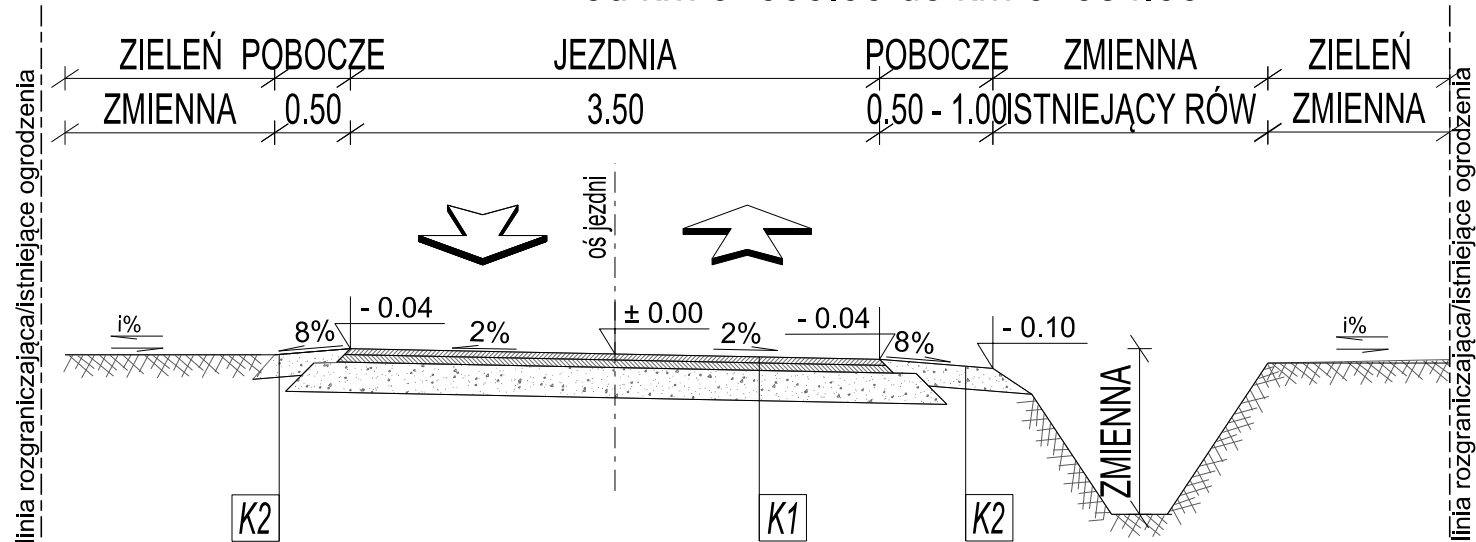 ZIELEŃ POBOCZE JEZDNIA POBOCZE ZMIENNA ZIELEŃ
ZMIENNA 0.50 3.50 0.50 - 1.00 ISTNIEJĄCY RÓW ZMIENNA
linia rozgraniczająca/istniejące ogrodzenia
oś jezdni
linia rozgraniczająca/istniejące ogrodzenia
i% 8% - 0.04 2% ± 0.00 2% - 0.04 8% - 0.10 i%
ZMIENNA
K2 K1 K2